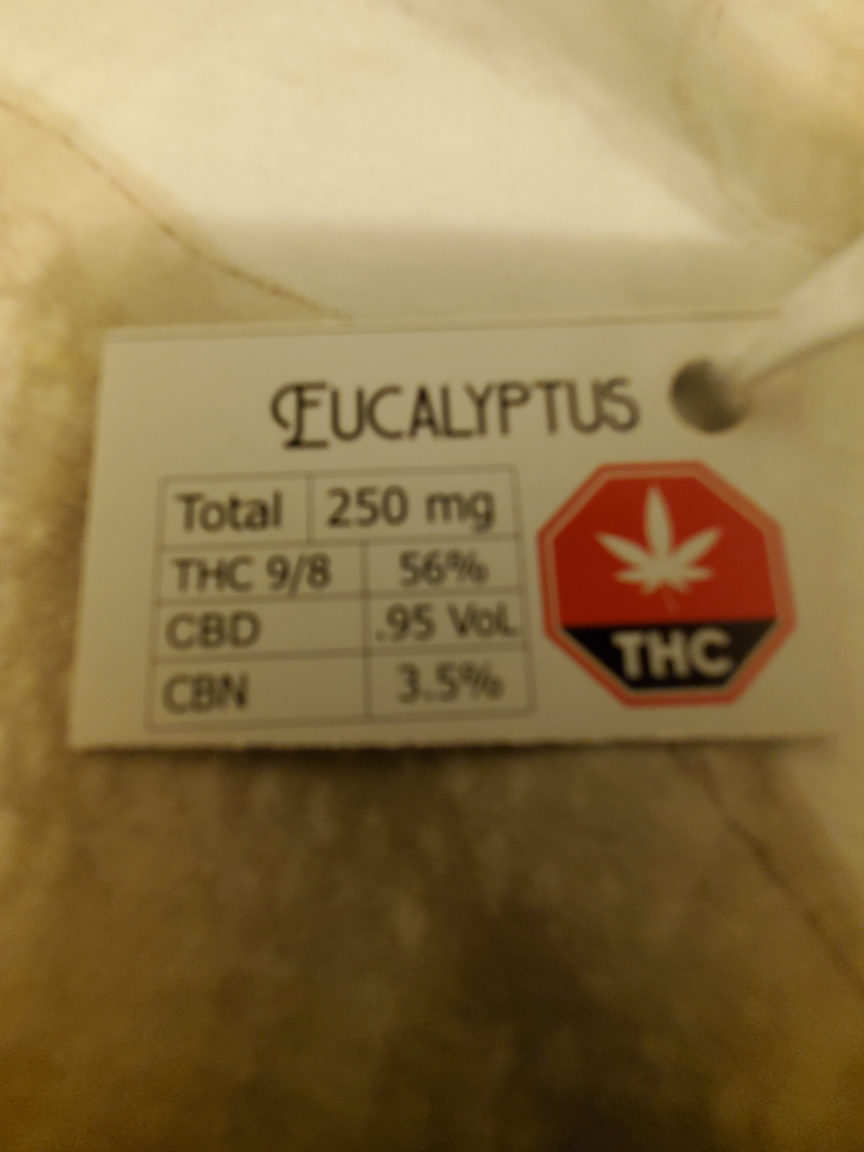 EUCALYPTUS
Total 250 mg
THC 9/8 56%
CBD .95 VoL
CBN 3.5%
THC